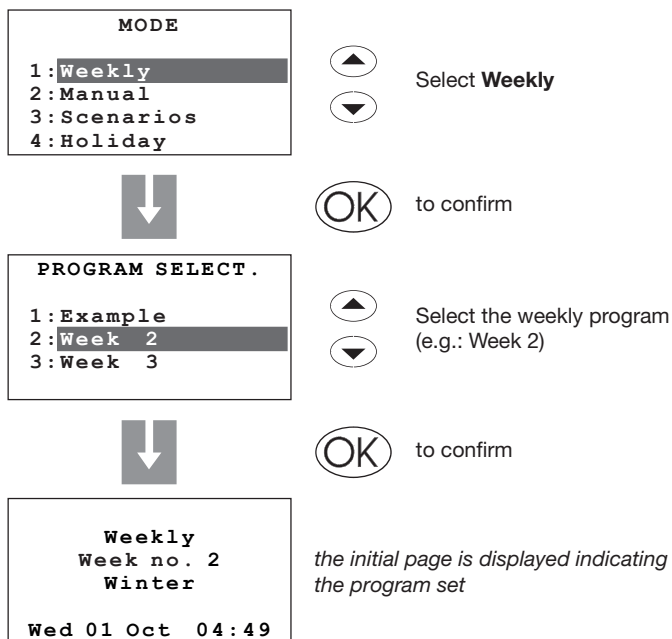 MODE
1:Weekly
2:Manual
3:Scenarios
4:Holiday
Select Weekly
OK to confirm
PROGRAM SELECT.
1:Example
2:Week 2
3:Week 3
Select the weekly program
(e.g.: Week 2)
OK to confirm
Weekly
Week no. 2
Winter
Wed 01 Oct 04:49
the initial page is displayed indicating
the program set